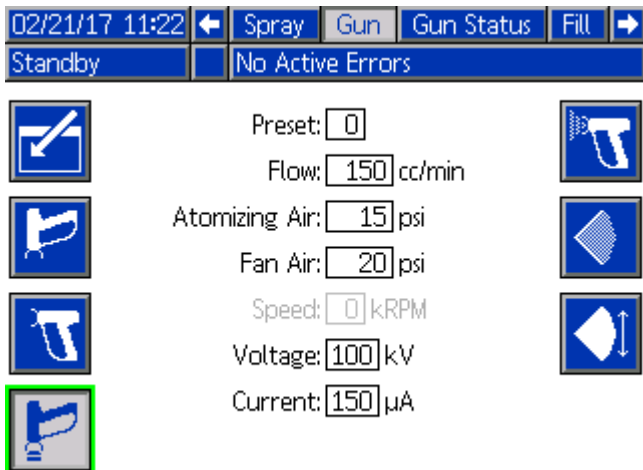 02/21/17 11:22 Spray Gun Gun Status Fill
Standby No Active Errors
Preset: 0
Flow: 150 cc/min
Atomizing Air: 15 psi
Fan Air: 20 psi
Speed: 0 kRPM
Voltage: 100 kV
Current: 150 µA